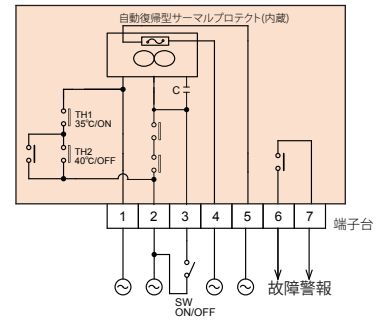 自動復帰型サーマルプロテクト(内蔵)
C
TH1
35℃/ON
TH2
40℃/OFF
1 2 3 4 5 6 7
端子台
SW
ON/OFF
故障警報